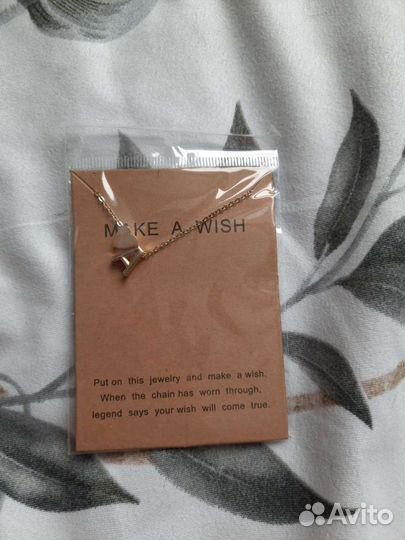 MAKE A WISH
Put on this jewelry and make a wish.
When the chain has worn through,
legend says your wish will come true.
Avito